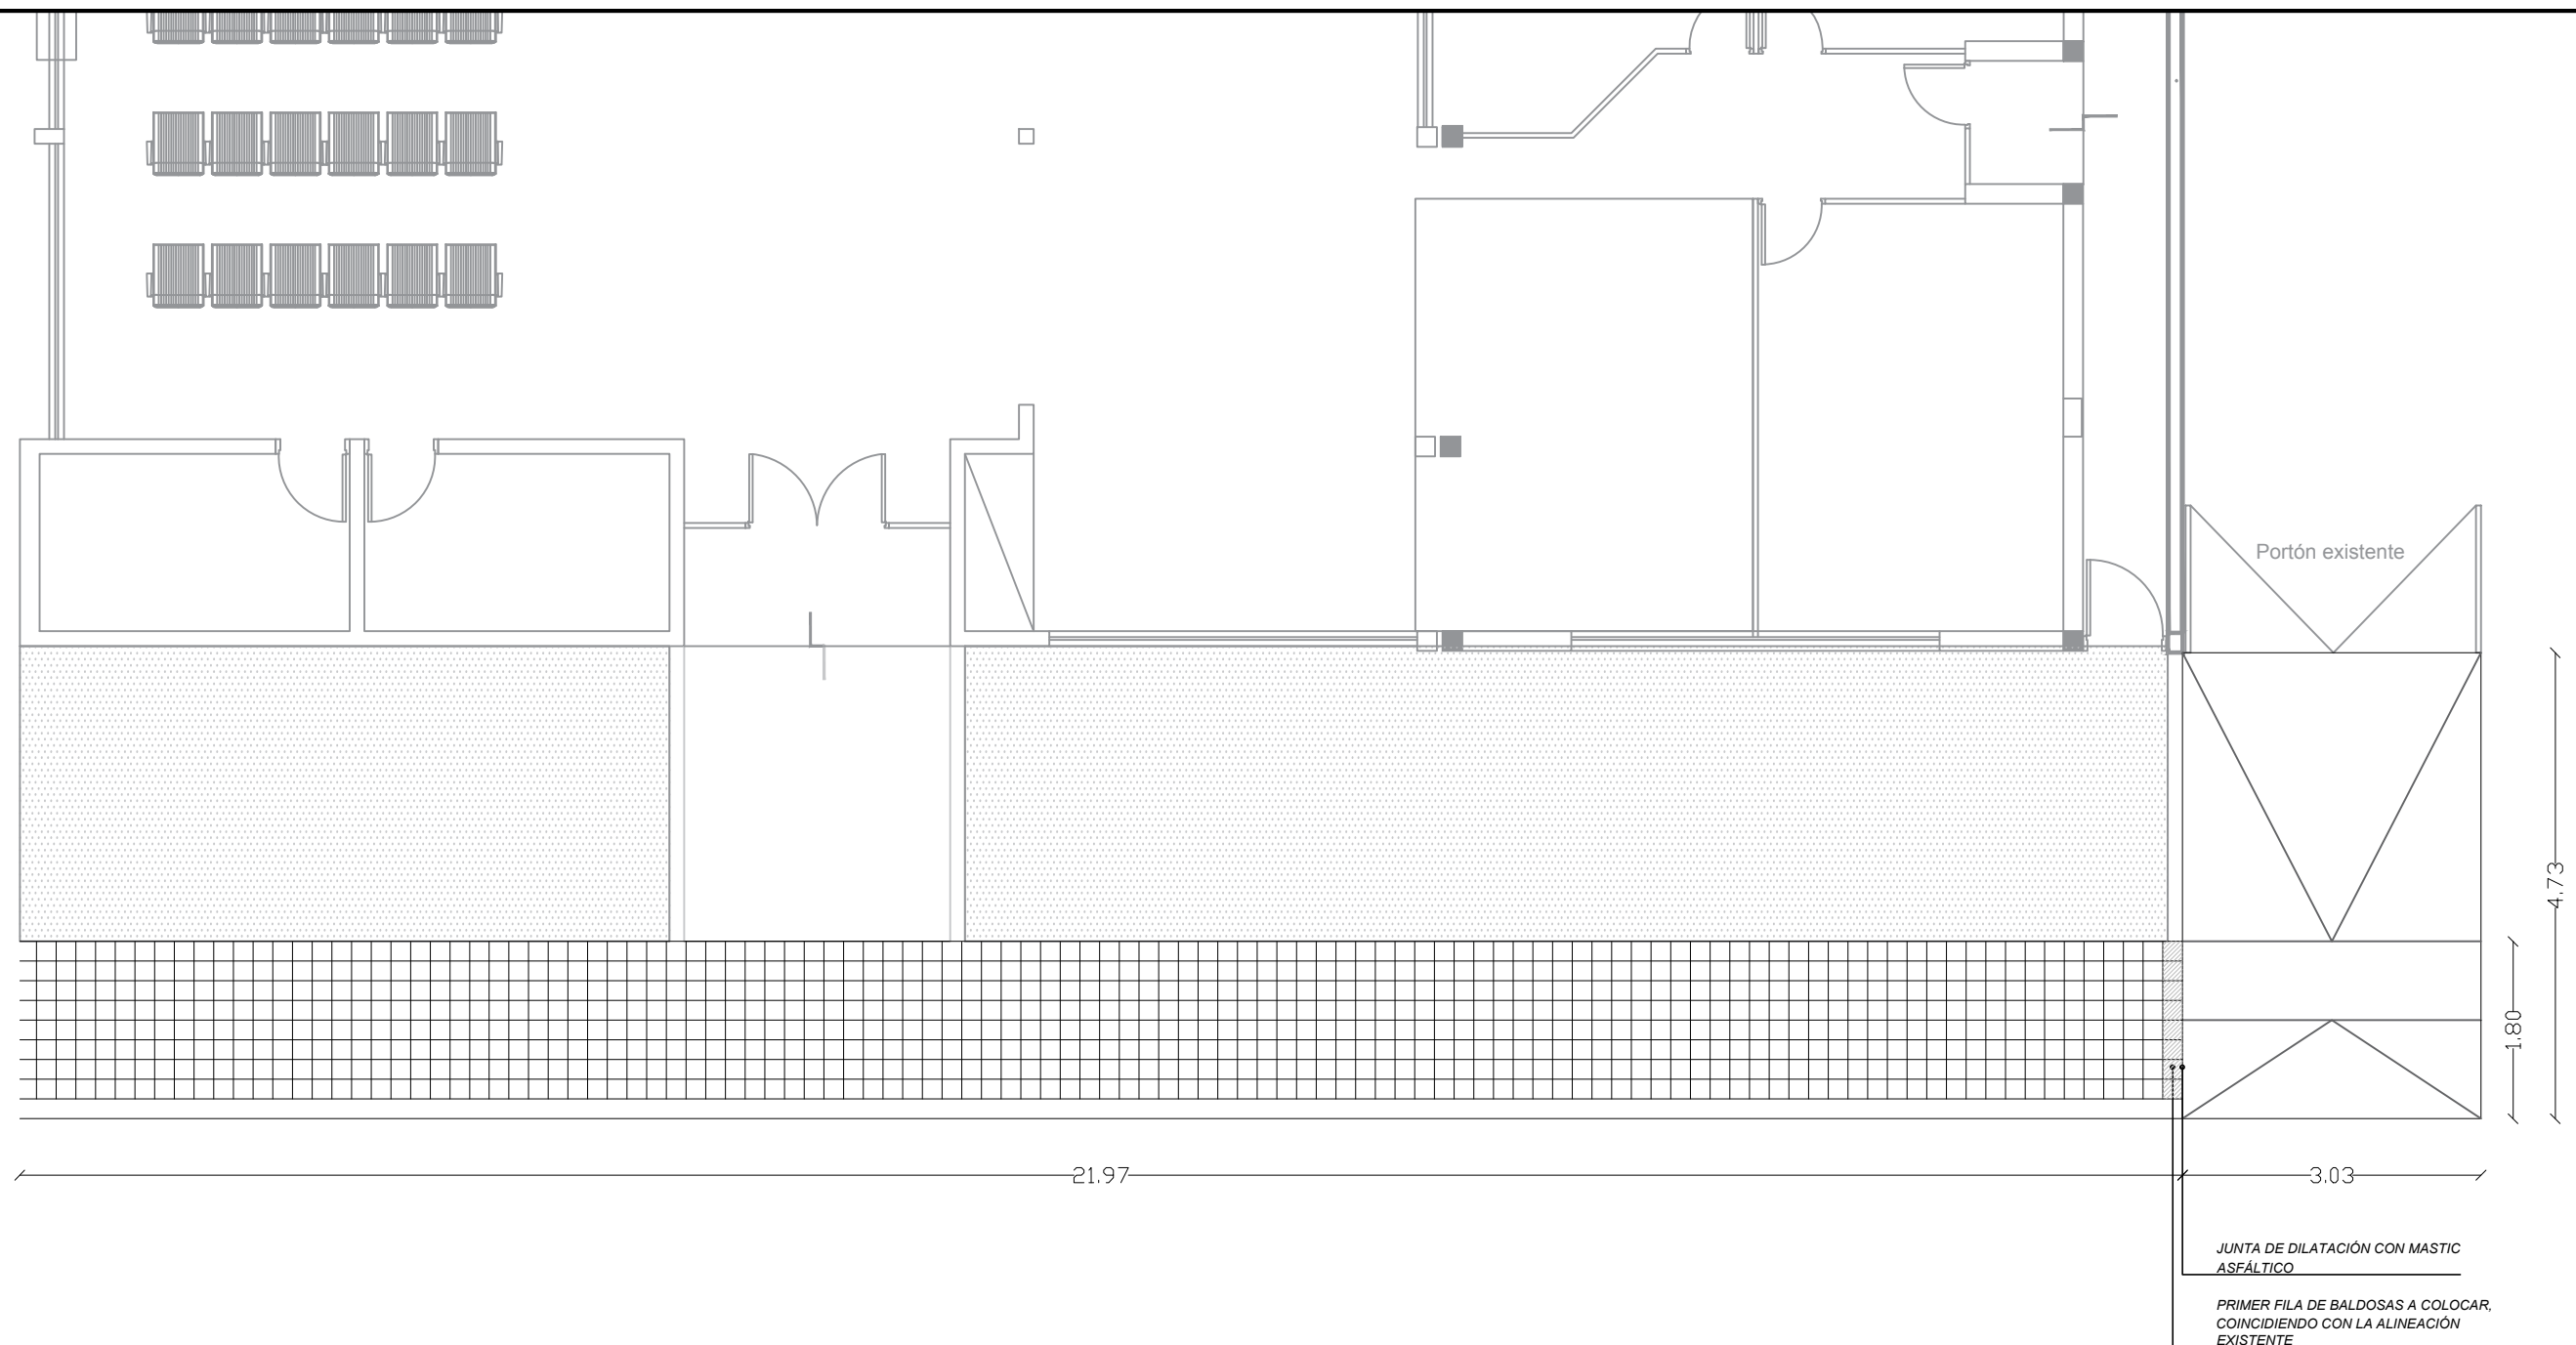 Portón existente
4.73
1.80
21.97
3.03
JUNTA DE DILATACIÓN CON MASTIC
ASFÁLTICO
PRIMER FILA DE BALDOSAS A COLOCAR,
COINCIDIENDO CON LA ALINEACIÓN
EXISTENTE